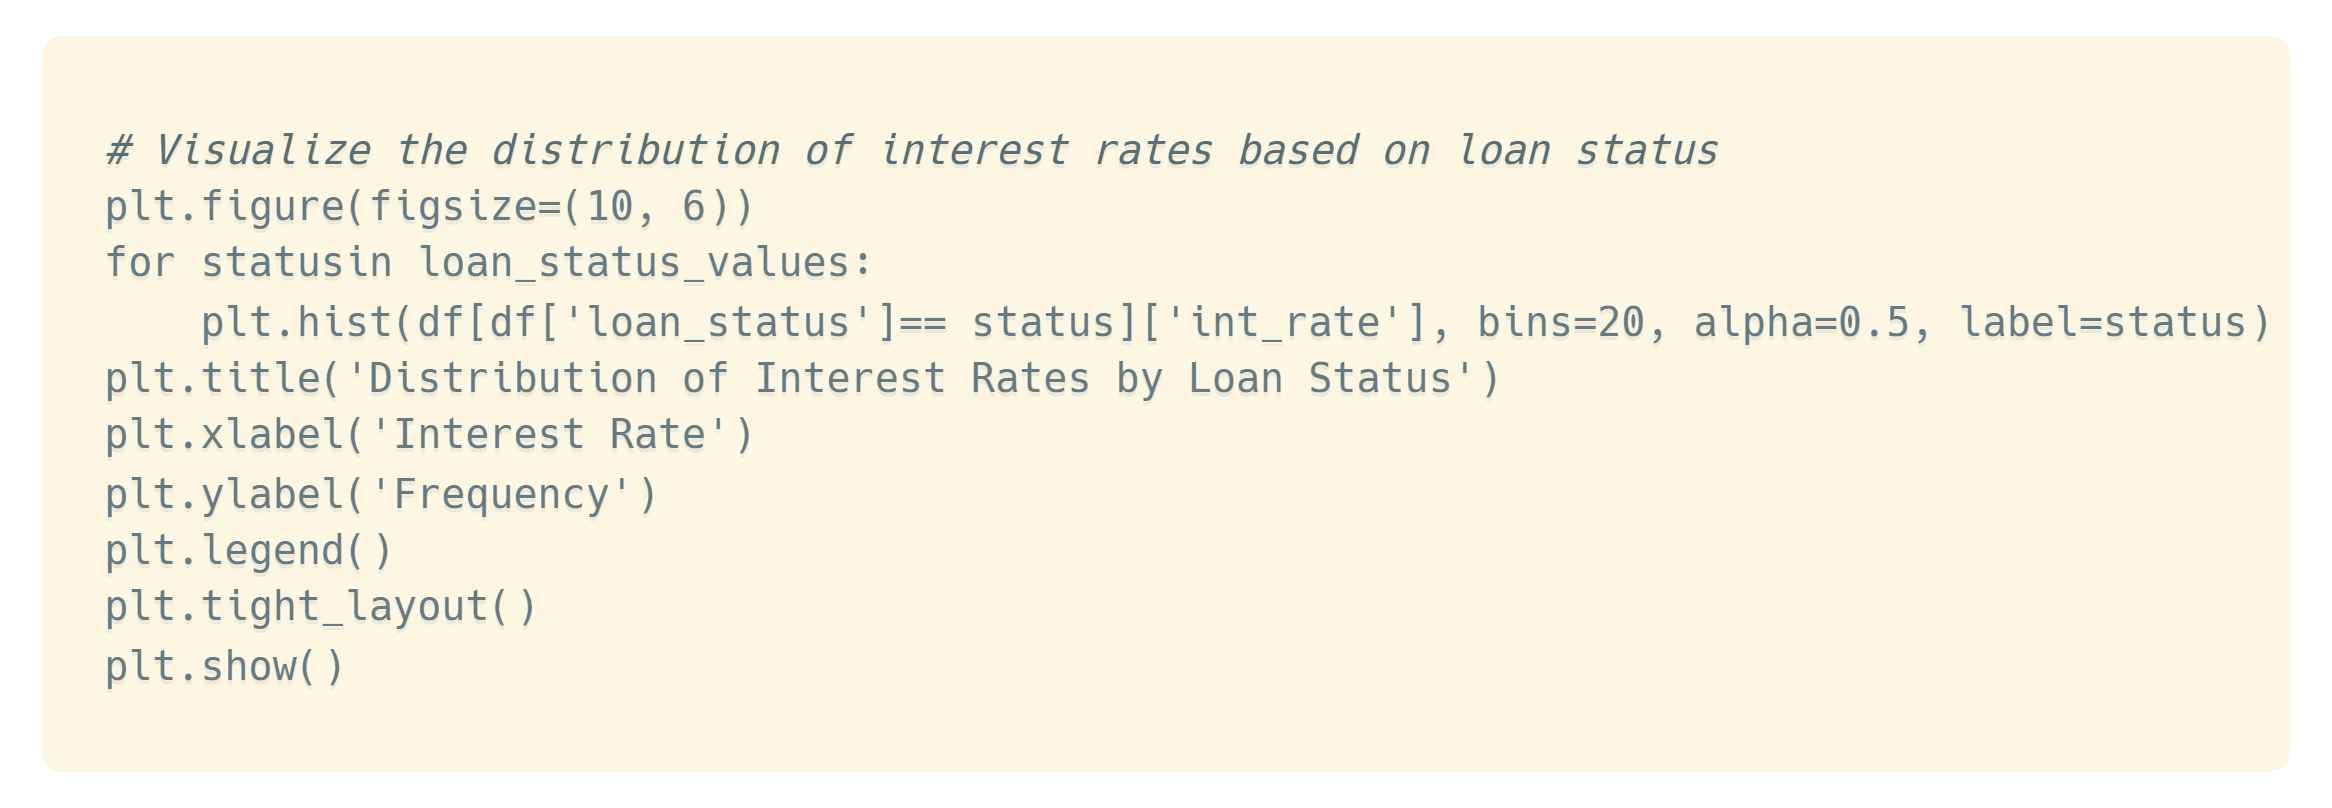 # Visualize the distribution of interest rates based on loan status
plt.figure(figsize=(10, 6))
for statusin loan_status_values:
    plt.hist(df[df['loan_status']== status]['int_rate'], bins=20, alpha=0.5, label=status)
plt.title('Distribution of Interest Rates by Loan Status')
plt.xlabel('Interest Rate')
plt.ylabel('Frequency')
plt.legend()
plt.tight_layout()
plt.show()